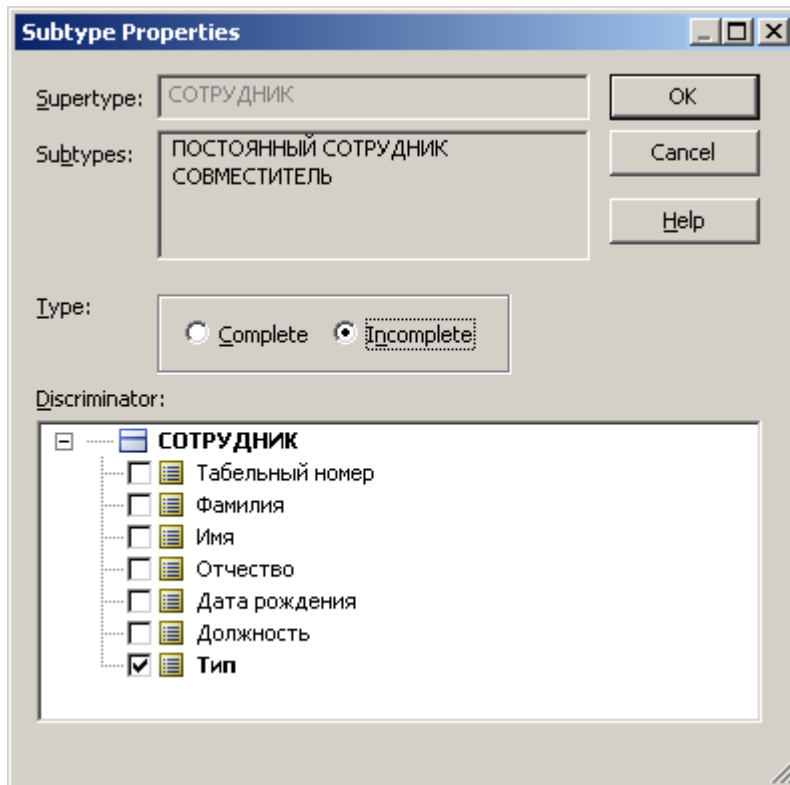 Subtype Properties
Supertype: СОТРУДНИК OK
Subtypes: ПОСТОЯННЫЙ СОТРУДНИК Cancel
СОВМЕСТИТЕЛЬ
Help
Type:
Complete Incomplete
Discriminator:
СОТРУДНИК
Табельный номер
Фамилия
Имя
Отчество
Дата рождения
Должность
Тип